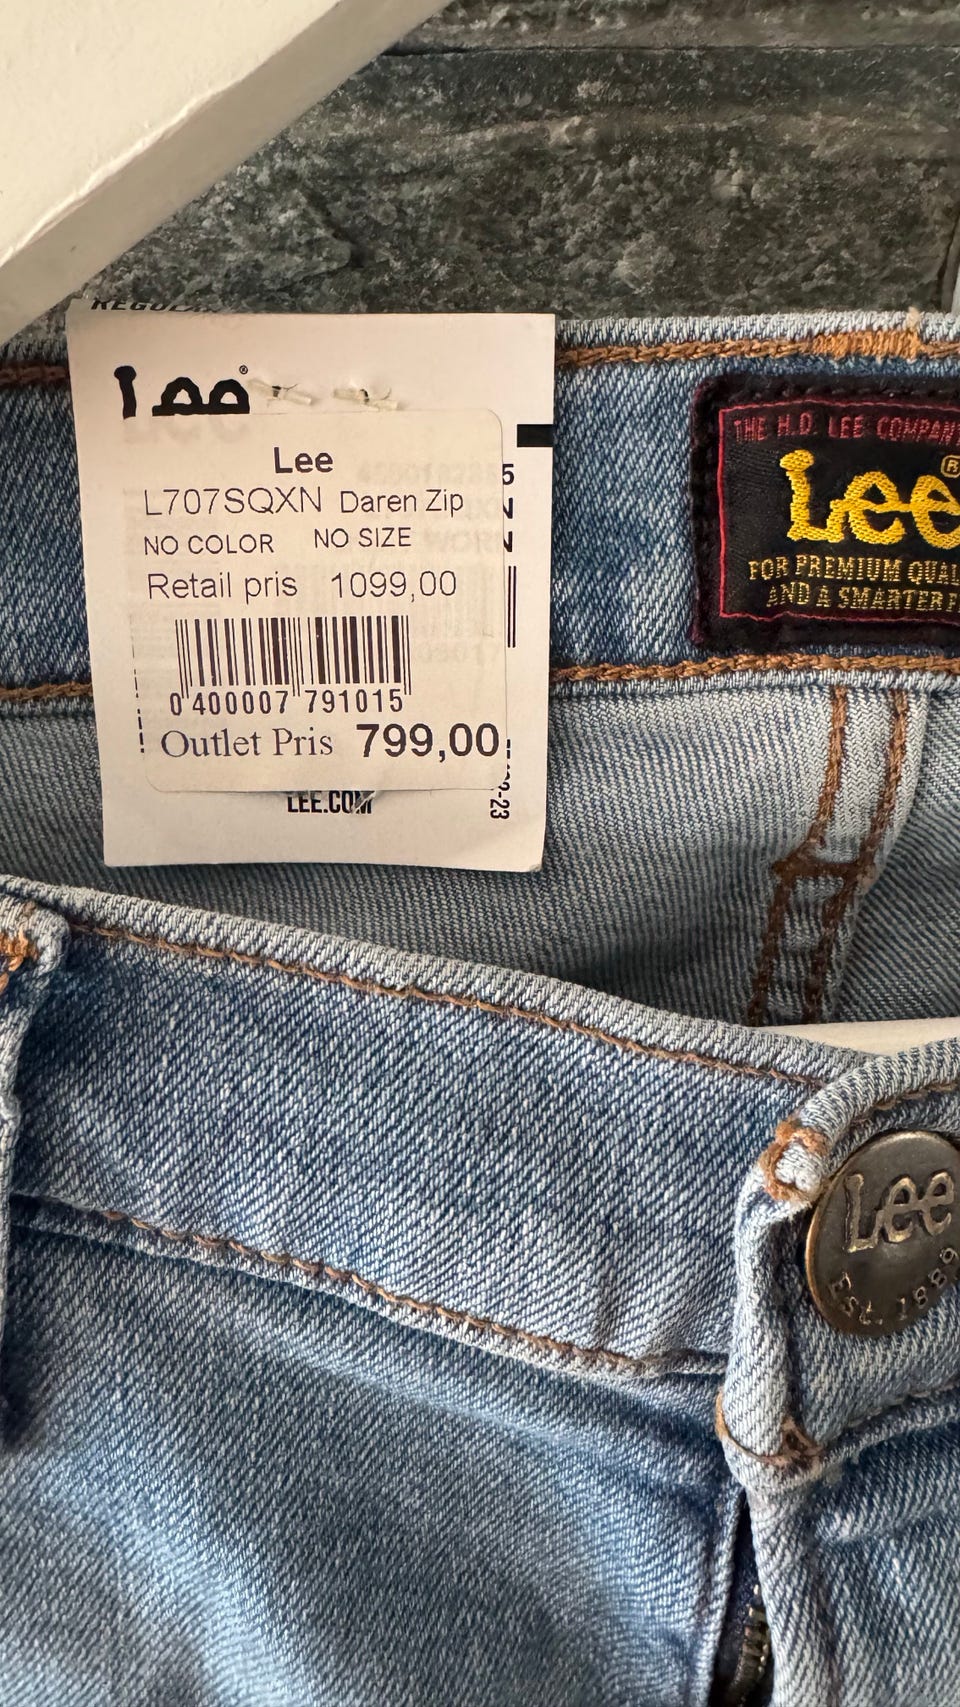 Lee®
Lee
L707SQXN Daren Zip
NO COLOR NO SIZE
Retail pris 1099,00
0 400007 791015
Outlet Pris 799,00
LEE.COM
THE H.D. LEE COMPAN
Lee®
FOR PREMIUM QUAL
AND A SMARTER F
Lee
Est. 1889